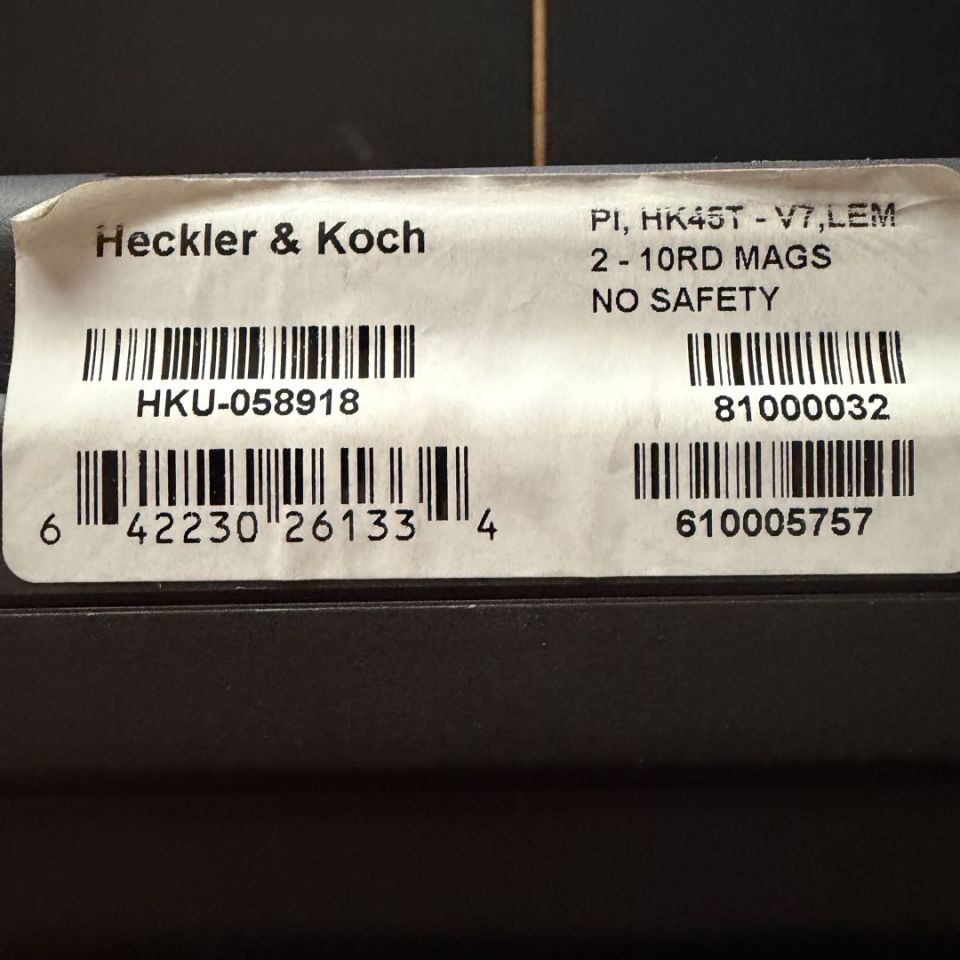 Heckler & Koch
PI, HK45T - V7,LEM
2 - 10RD MAGS
NO SAFETY
HKU-058918
81000032
6 42230 26133 4
610005757